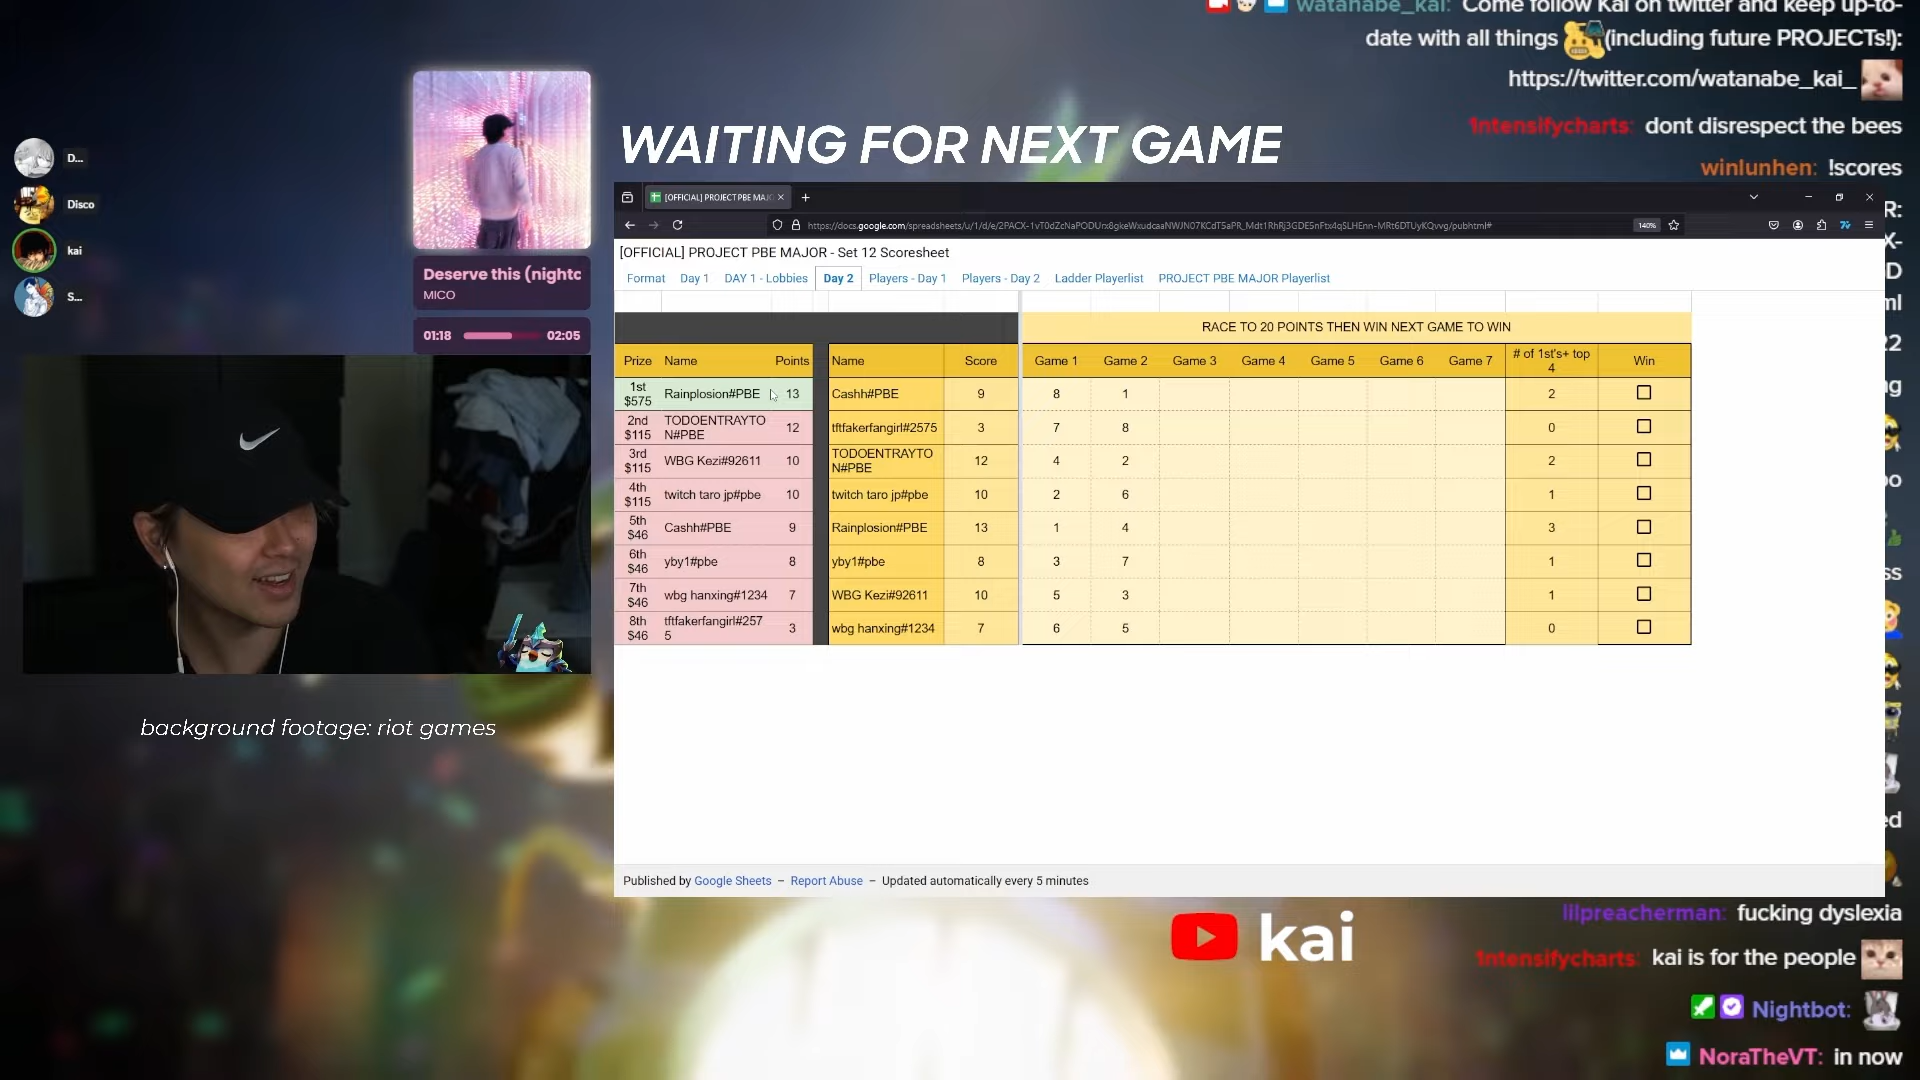 watanabe_kai: Come follow Kai on twitter and keep up-to-
date with all things (including future PROJECTs!):
https://twitter.com/watanabe_kai_
1ntensifycharts: dont disrespect the bees
winlunhen: !scores
D...
Disco
kai
S...
Deserve this (nightc
MICO
01:18 02:05
WAITING FOR NEXT GAME
[OFFICIAL] PROJECT PBE MAJ
140%
[OFFICIAL] PROJECT PBE MAJOR - Set 12 Scoresheet
Format Day 1 DAY 1 - Lobbies Day 2 Players - Day 1 Players - Day 2 Ladder Playerlist PROJECT PBE MAJOR Playerlist
RACE TO 20 POINTS THEN WIN NEXT GAME TO WIN
Prize Name Points Name Score Game 1 Game 2 Game 3 Game 4 Game 5 Game 6 Game 7 # of 1st's+ top 4 Win
1st $575 Rainplosion#PBE 13 Cashh#PBE 9 8 1 2
2nd $115 TODOENTRAYTON#PBE 12 tftfakerfangirl#2575 3 7 8 0
3rd $115 WBG Kezi#92611 10 TODOENTRAYTON#PBE 12 4 2 2
4th $115 twitch taro jp#pbe 10 twitch taro jp#pbe 10 2 6 1
5th $46 Cashh#PBE 9 Rainplosion#PBE 13 1 4 3
6th $46 yby1#pbe 8 yby1#pbe 8 3 7 1
7th $46 wbg hanxing#1234 7 WBG Kezi#92611 10 5 3 1
8th $46 tftfakerfangirl#2575 3 wbg hanxing#1234 7 6 5 0
Published by Google Sheets – Report Abuse – Updated automatically every 5 minutes
background footage: riot games
kai
lilpreacherman: fucking dyslexia
1ntensifycharts: kai is for the people
Nightbot:
NoraTheVT: in now